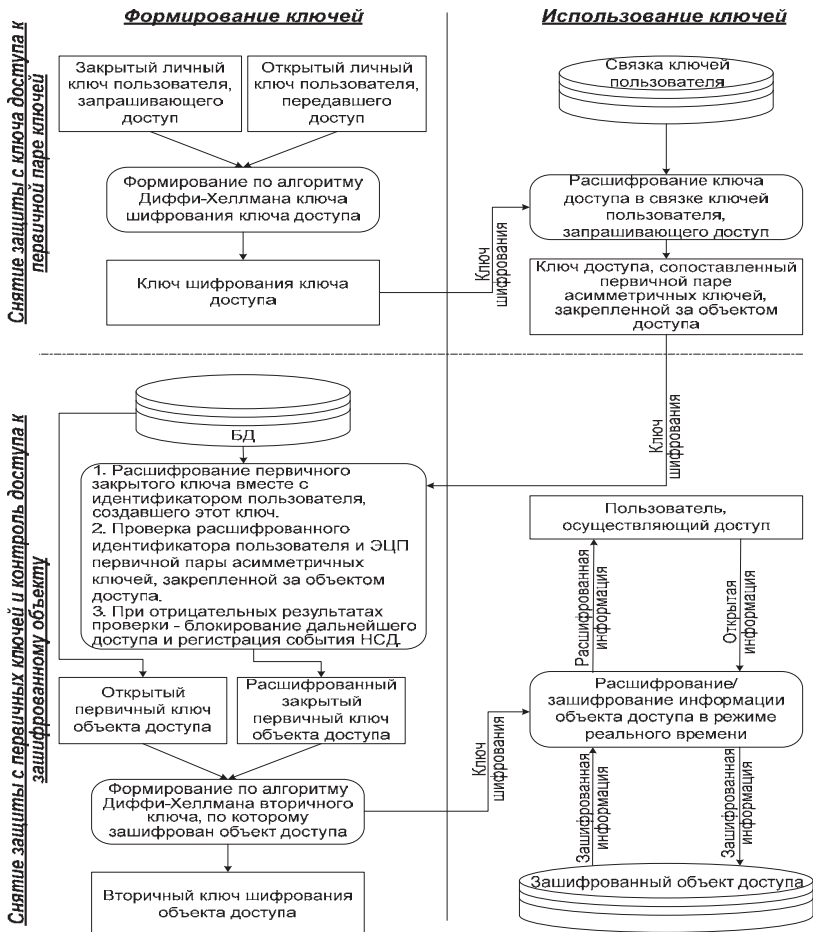 Формирование ключей
Использование ключей
Снятие защиты с ключа доступа к
первичной паре ключей
Закрытый личный
ключ пользователя,
запрашивающего
доступ
Открытый личный
ключ пользователя,
передавшего
доступ
Формирование по алгоритму
Диффи-Хеллмана ключа
шифрования ключа доступа
Ключ шифрования ключа
доступа
Ключ
шифрования
Связка ключей
пользователя
Расшифрование ключа
доступа в связке ключей
пользователя,
запрашивающего доступ
Ключ доступа, сопоставленный
первичной паре
асимметричных ключей,
закрепленной за объектом
доступа
Ключ
шифрования
Снятие защиты с первичных ключей и контроль доступа к
зашифрованному объекту
БД
1. Расшифрование первичного
закрытого ключа вместе с
идентификатором пользователя,
создавшего этот ключ.
2. Проверка расшифрованного
идентификатора пользователя и ЭЦП
первичной пары асимметричных
ключей, закрепленной за объектом
доступа.
3. При отрицательных результатах
проверки - блокирование дальнейшего
доступа и регистрация события НСД.
Открытый
первичный ключ
объекта доступа
Расшифрованный
закрытый
первичный ключ
объекта доступа
Формирование по алгоритму
Диффи-Хеллмана вторичного
ключа, по которому
зашифрован объект доступа
Вторичный ключ шифрования
объекта доступа
Ключ
шифрования
Пользователь,
осуществляющий доступ
Расшифрованная
информация
Открытая
информация
Расшифрование/
зашифрование информации
объекта доступа в режиме
реального времени
Зашифрованная
информация
Зашифрованная
информация
Зашифрованный объект доступа